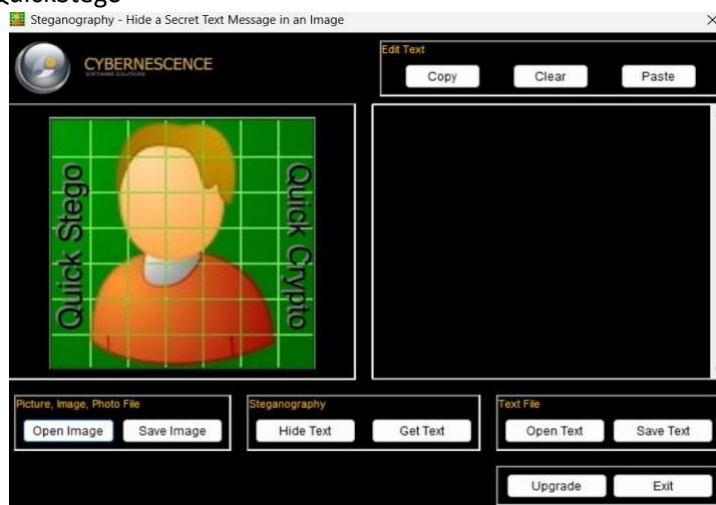 QuickStego
Steganography - Hide a Secret Text Message in an Image
CYBERNESCENCE
SOFTWARE SOLUTIONS
Edit Text
Copy Clear Paste
Quick Stego
Quick Crypto
Picture, Image, Photo File
Open Image Save Image
Steganography
Hide Text Get Text
Text File
Open Text Save Text
Upgrade Exit